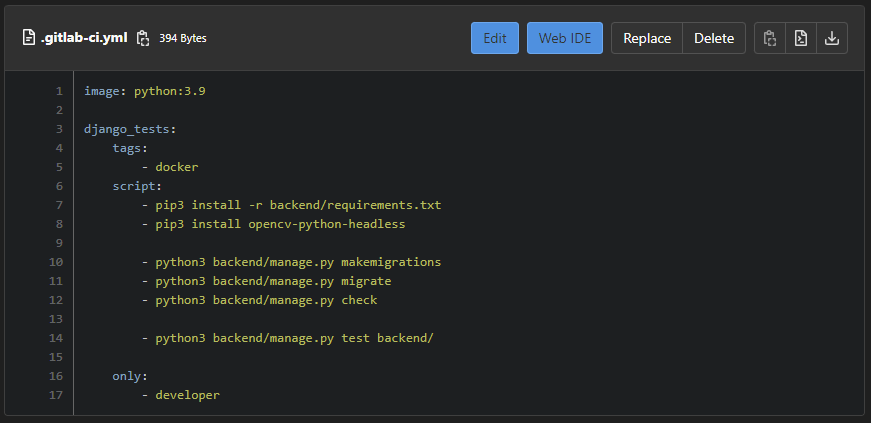 .gitlab-ci.yml 394 Bytes Edit Web IDE Replace Delete
1 image: python:3.9
2
3 django_tests:
4 tags:
5 - docker
6 script:
7 - pip3 install -r backend/requirements.txt
8 - pip3 install opencv-python-headless
9
10 - python3 backend/manage.py makemigrations
11 - python3 backend/manage.py migrate
12 - python3 backend/manage.py check
13
14 - python3 backend/manage.py test backend/
15
16 only:
17 - developer